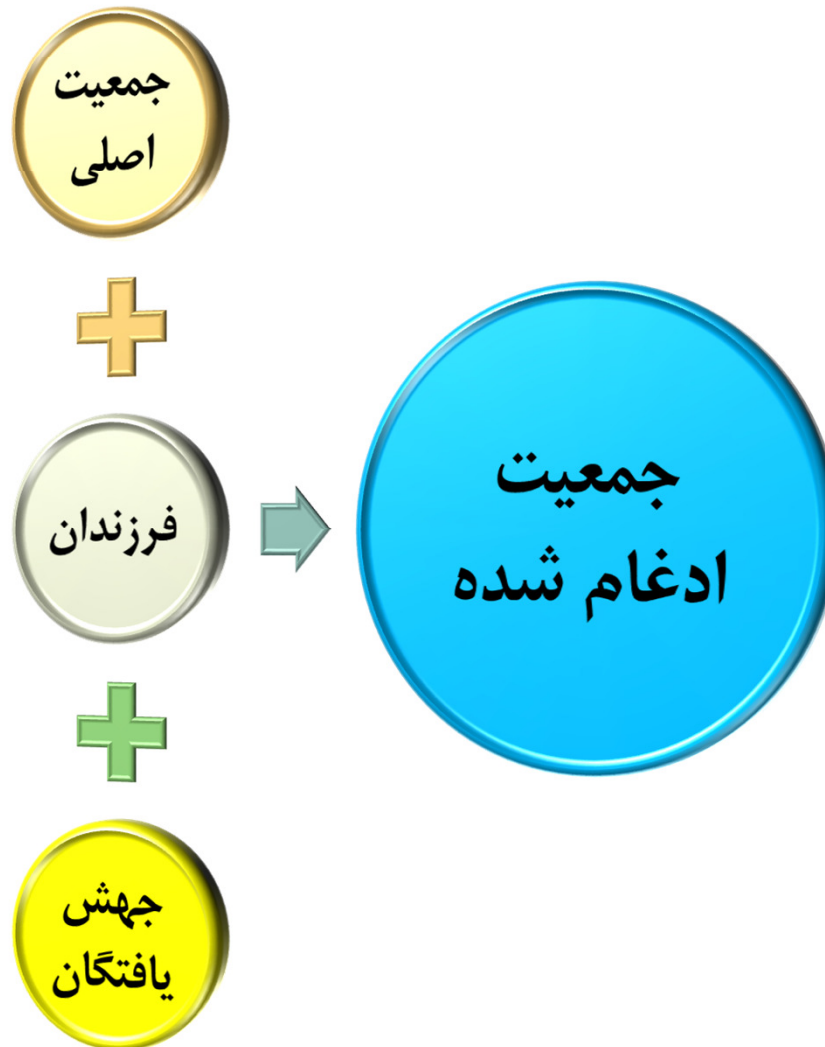 جمعیت
اصلی
فرزندان
جهش
یافتگان
جمعیت
ادغام شده